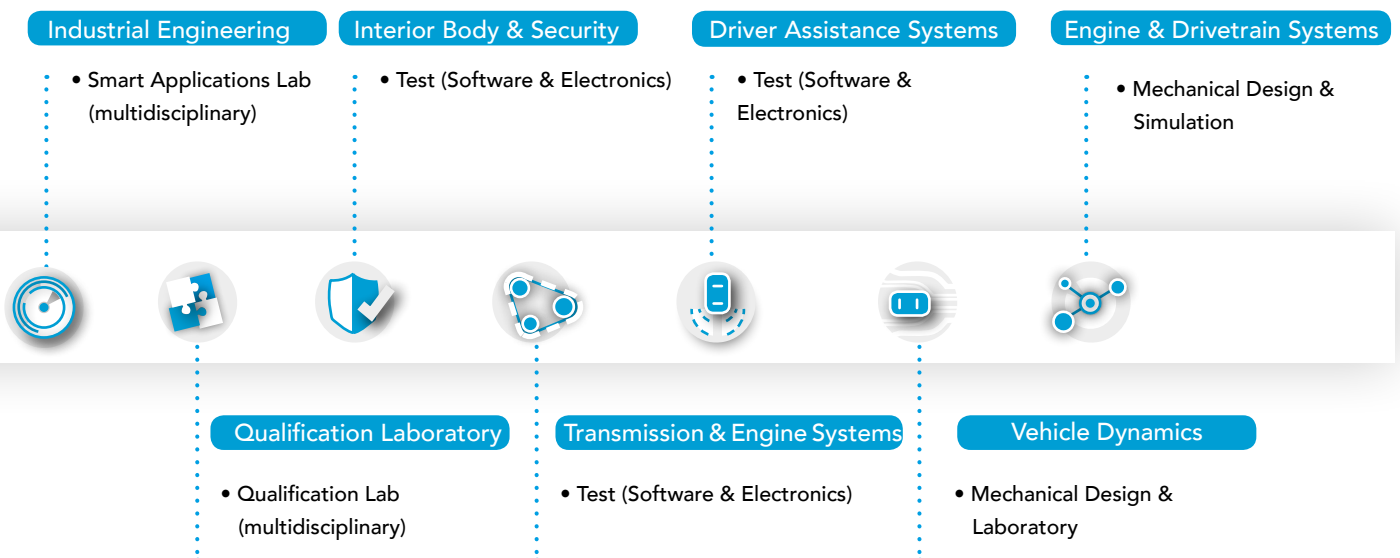 Industrial Engineering
• Smart Applications Lab
(multidisciplinary)
Interior Body & Security
• Test (Software & Electronics)
Driver Assistance Systems
• Test (Software &
Electronics)
Engine & Drivetrain Systems
• Mechanical Design &
Simulation
Qualification Laboratory
• Qualification Lab
(multidisciplinary)
Transmission & Engine Systems
• Test (Software & Electronics)
Vehicle Dynamics
• Mechanical Design &
Laboratory